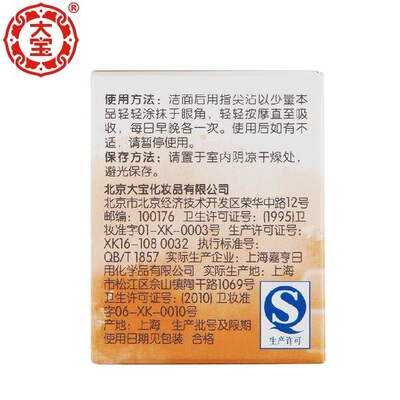 大宝
使用方法：洁面后用指尖沾以少量本
品轻轻涂抹于眼角，轻轻按摩直至吸
收，每日早晚各一次。使用后如有不
适，请暂停使用。
保存方法：请置于室内阴凉干燥处，
避光保存。
北京大宝化妆品有限公司
北京市北京经济技术开发区荣华中路12号
邮编：100176 卫生许可证号：(1995)卫
妆准字01-XK-0003号 生产许可证号：
XK16-108 0032 执行标准号：
QB/T 1857 实际生产企业：上海嘉亨日
用化学品有限公司 实际生产地：上海
市松江区佘山镇陶干路1069号
卫生许可证号：(2010) 卫妆准
字06-XK-0010号
产地：上海 生产批号及限期
使用日期见包装 合格
生产许可